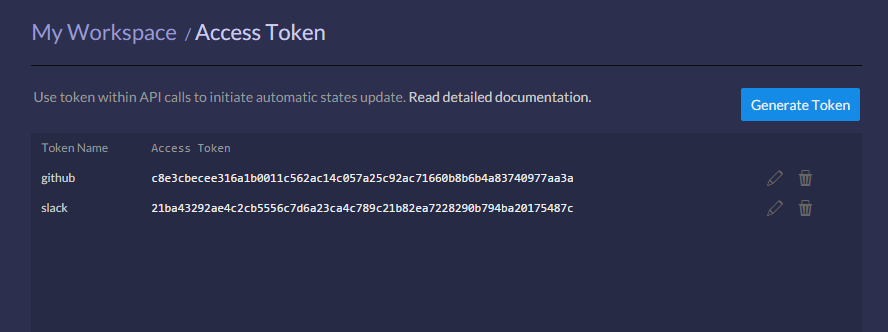 My Workspace / Access Token
Use token within API calls to initiate automatic states update. Read detailed documentation.
Generate Token
Token Name Access Token
github c8e3cbecee316a1b0011c562ac14c057a25c92ac71660b8b6b4a83740977aa3a
slack 21ba43292ae4c2cb5556c7d6a23ca4c789c21b82ea7228290b794ba20175487c